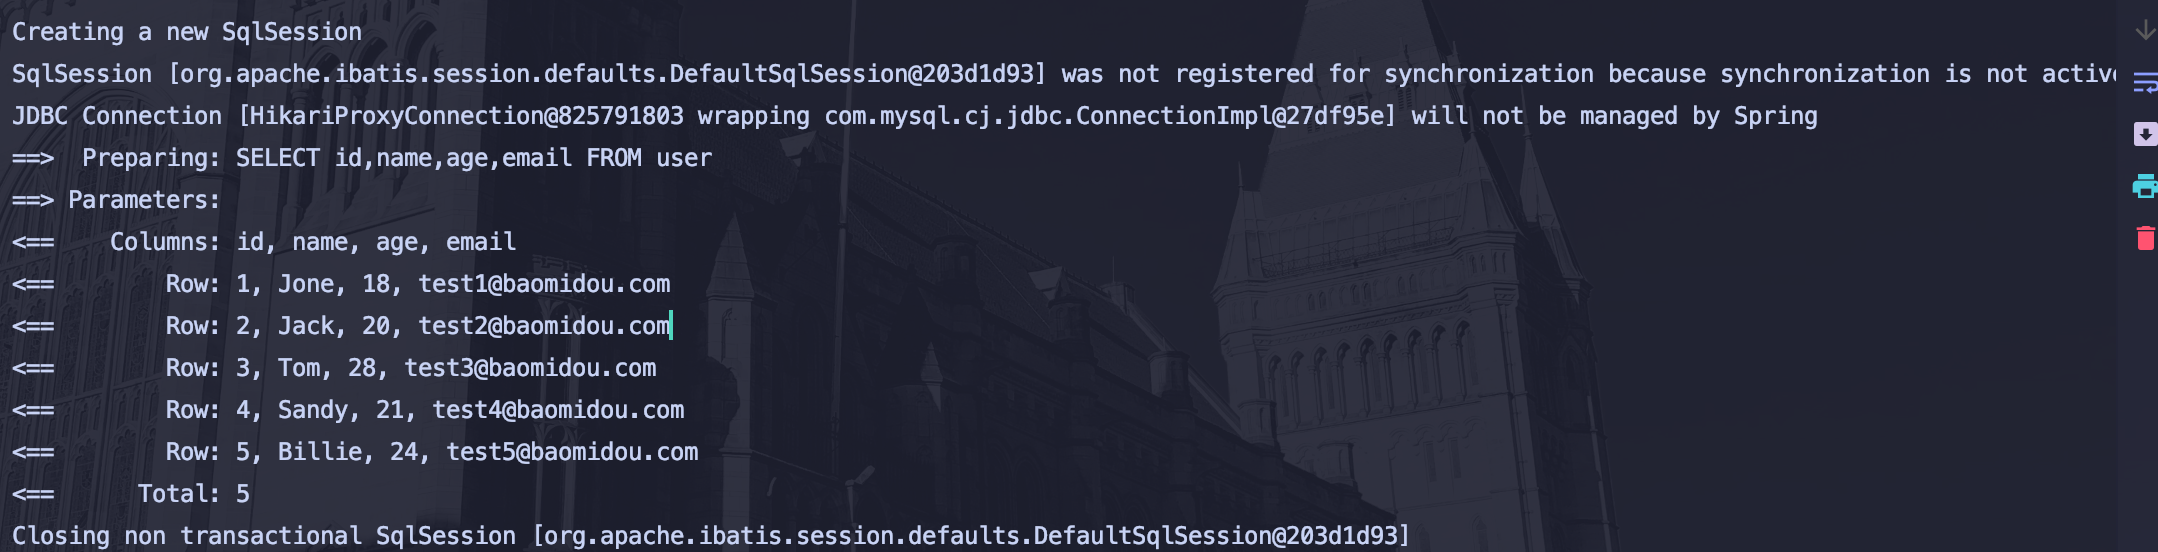 Creating a new SqlSession
SqlSession [org.apache.ibatis.session.defaults.DefaultSqlSession@203d1d93] was not registered for synchronization because synchronization is not active
JDBC Connection [HikariProxyConnection@825791803 wrapping com.mysql.cj.jdbc.ConnectionImpl@27df95e] will not be managed by Spring
==>  Preparing: SELECT id,name,age,email FROM user
==> Parameters:
<==    Columns: id, name, age, email
<==        Row: 1, Jone, 18, test1@baomidou.com
<==        Row: 2, Jack, 20, test2@baomidou.com
<==        Row: 3, Tom, 28, test3@baomidou.com
<==        Row: 4, Sandy, 21, test4@baomidou.com
<==        Row: 5, Billie, 24, test5@baomidou.com
<==      Total: 5
Closing non transactional SqlSession [org.apache.ibatis.session.defaults.DefaultSqlSession@203d1d93]